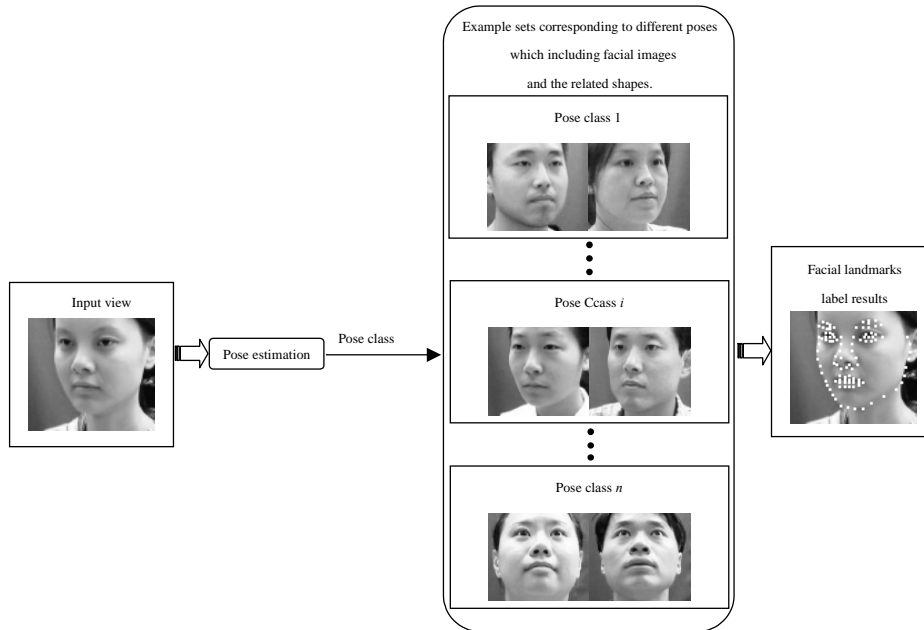 Example sets corresponding to different poses
which including facial images
and the related shapes.
Pose class 1
Input view
Pose estimation
Pose class
Pose Ccass i
Pose class n
Facial landmarks
label results